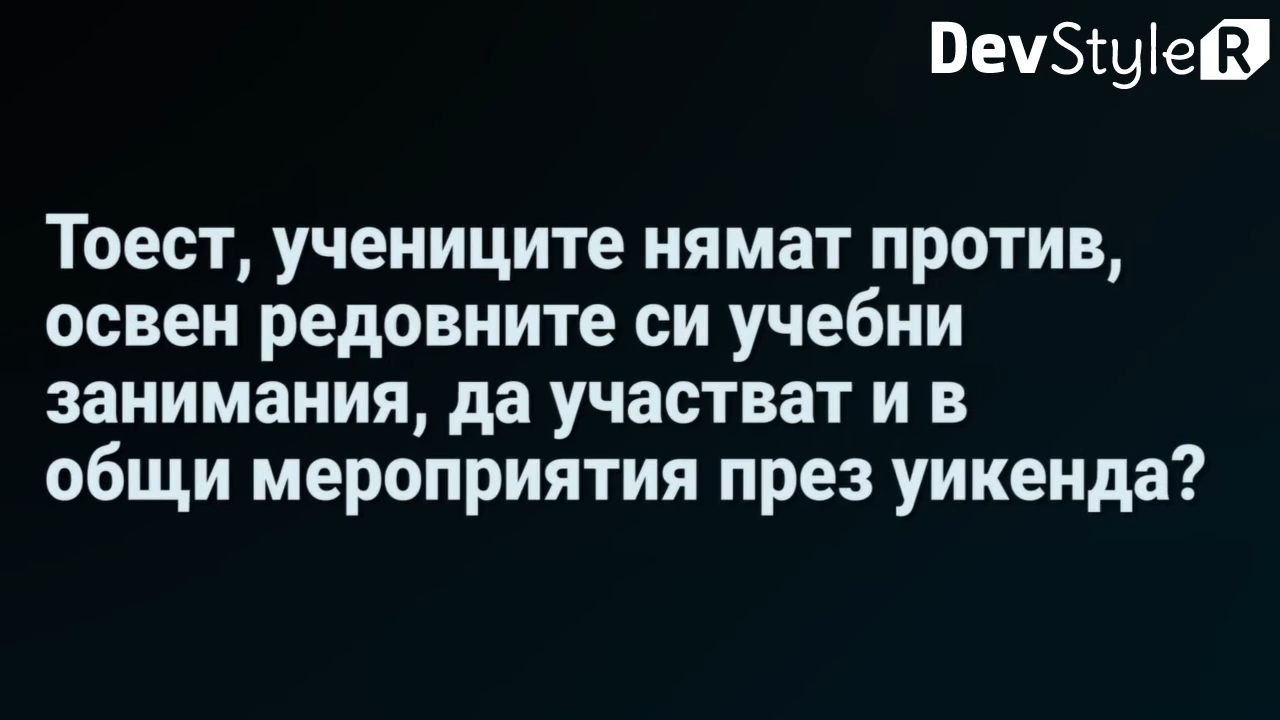 DevStyleR
Тоест, учениците нямат против,
освен редовните си учебни
занимания, да участват и в
общи мероприятия през уикенда?